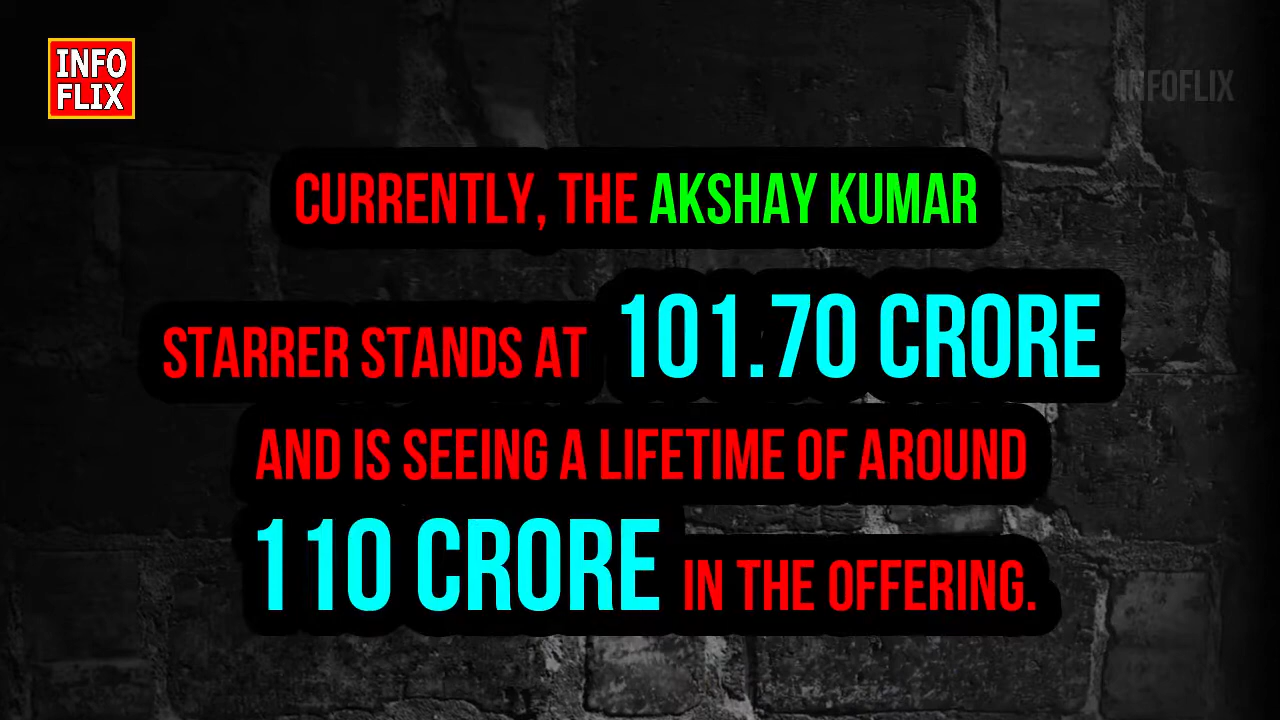 INFO
FLIX
INFOFLIX
CURRENTLY, THE AKSHAY KUMAR
STARRER STANDS AT 101.70 CRORE
AND IS SEEING A LIFETIME OF AROUND
110 CRORE IN THE OFFERING.